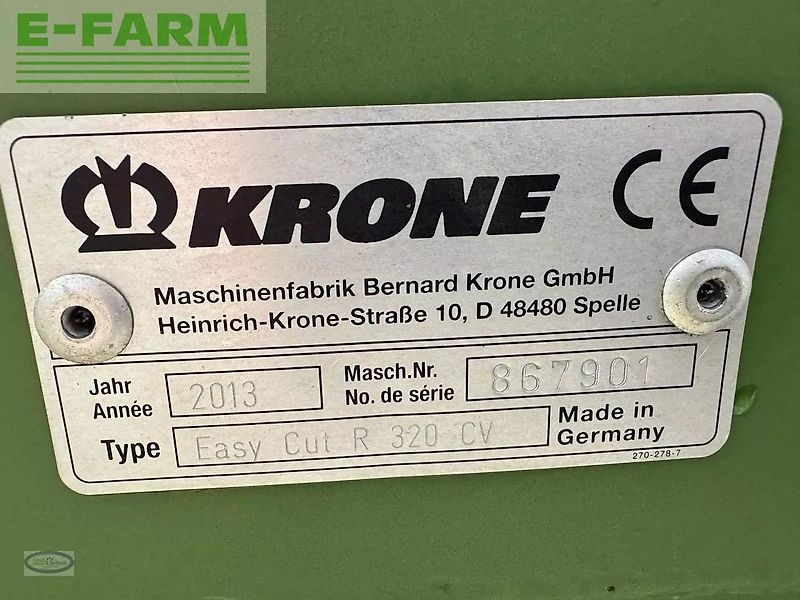 E-FARM
KRONE CE
Maschinenfabrik Bernard Krone GmbH
Heinrich-Krone-Straße 10, D 48480 Spelle
Jahr
Année
2013
Masch.Nr.
No. de série
867901
Type
Easy Cut R 320 CV
Made in
Germany
270-278-7